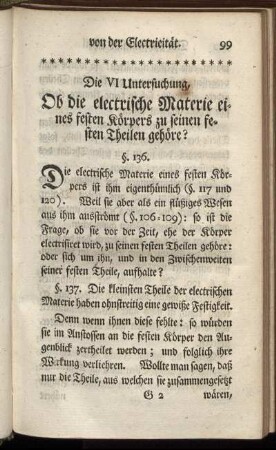 von der Electricität. 99
Die VI Untersuchung,
Ob die electrische Materie ei-
nes festen Körpers zu seinen fe-
sten Theilen gehöre?
§. 136.
Die electrische Materie eines festen Kör-
pers ist ihm eigenthümlich (§. 117 und
120). Weil sie aber als ein flüßiges Wesen
aus ihm ausströmt (§. 106-109): so ist die
Frage, ob sie vor der Zeit, ehe der Körper
electrisiret wird, zu seinen festen Theilen gehöre:
oder sich um ihn, und in den Zwischenweiten
seiner festen Theile, aufhalte?
§. 137. Die kleinsten Theile der electrischen
Materie haben ohnstreitig eine gewiße Festigkeit.
Denn wenn ihnen diese fehlte: so würden
sie im Anstossen an die festen Körper den Au-
genblick zertheilet werden; und folglich ihre
Wirkung verliehren. Wollte man sagen, daß
nur die Theile, aus welchen sie zusammengesetzt
G 2 wären,